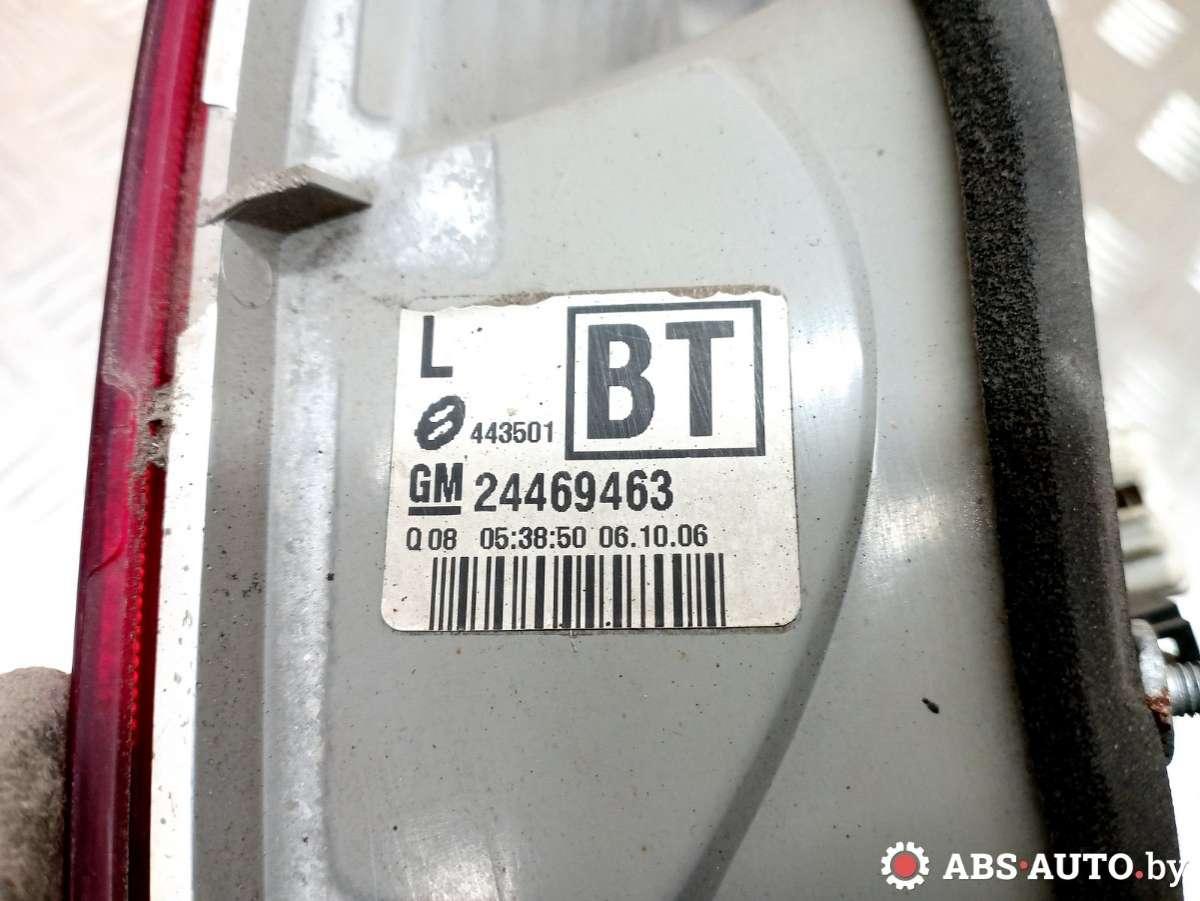 L
BT
443501
GM 24469463
Q 08 05:38:50 06.10.06
ABS-AUTO.by